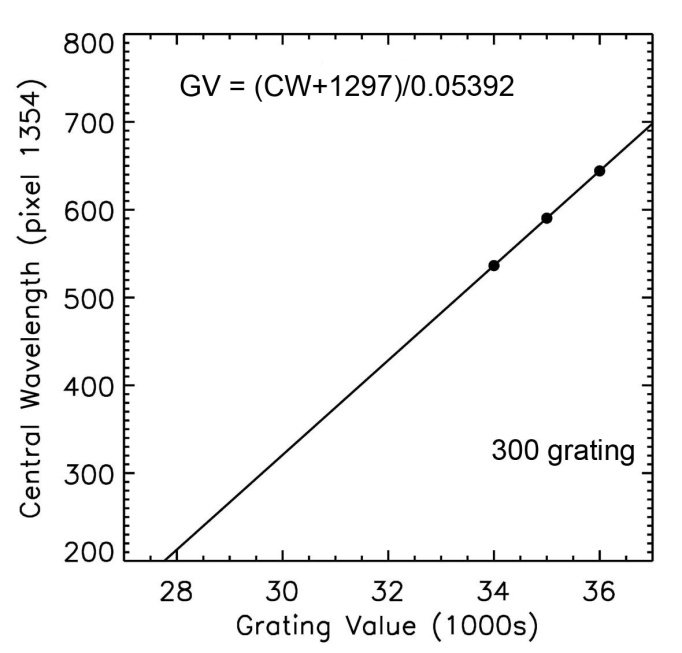 GV = (CW+1297)/0.05392
800
700
600
500
400
300
200
Central Wavelength (pixel 1354)
300 grating
28 30 32 34 36
Grating Value (1000s)